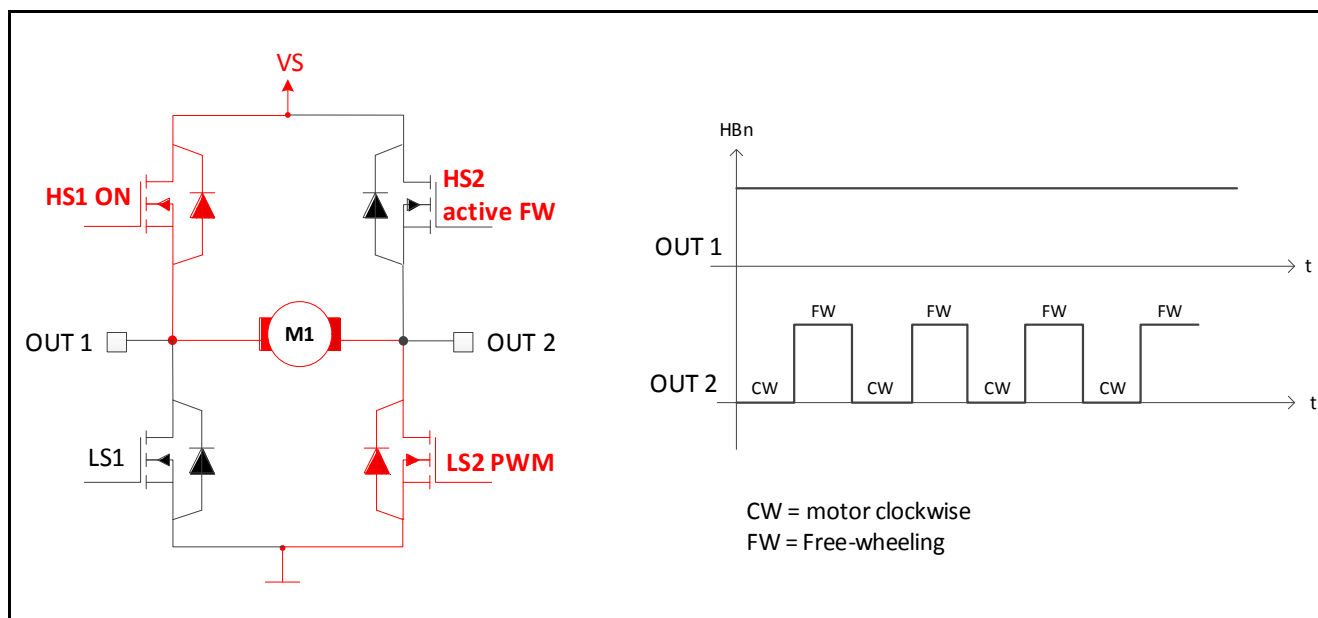 VS
HS1 ON
HS2
active FW
OUT 1
M1
OUT 2
LS1
LS2 PWM
HBn
OUT 1
t
FW
FW
FW
FW
OUT 2
CW
CW
CW
CW
t
CW = motor clockwise
FW = Free-wheeling